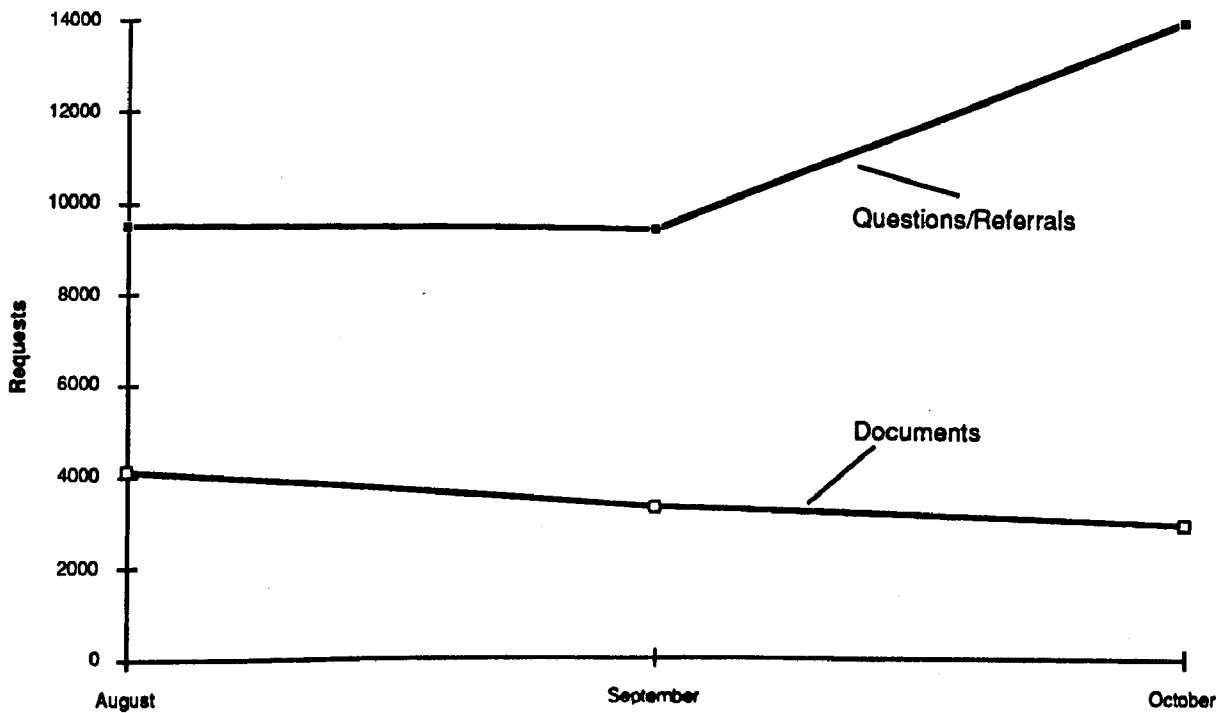 14000
12000
10000
Questions/Referrals
8000
Requests
6000
Documents
4000
2000
0
August
September
October